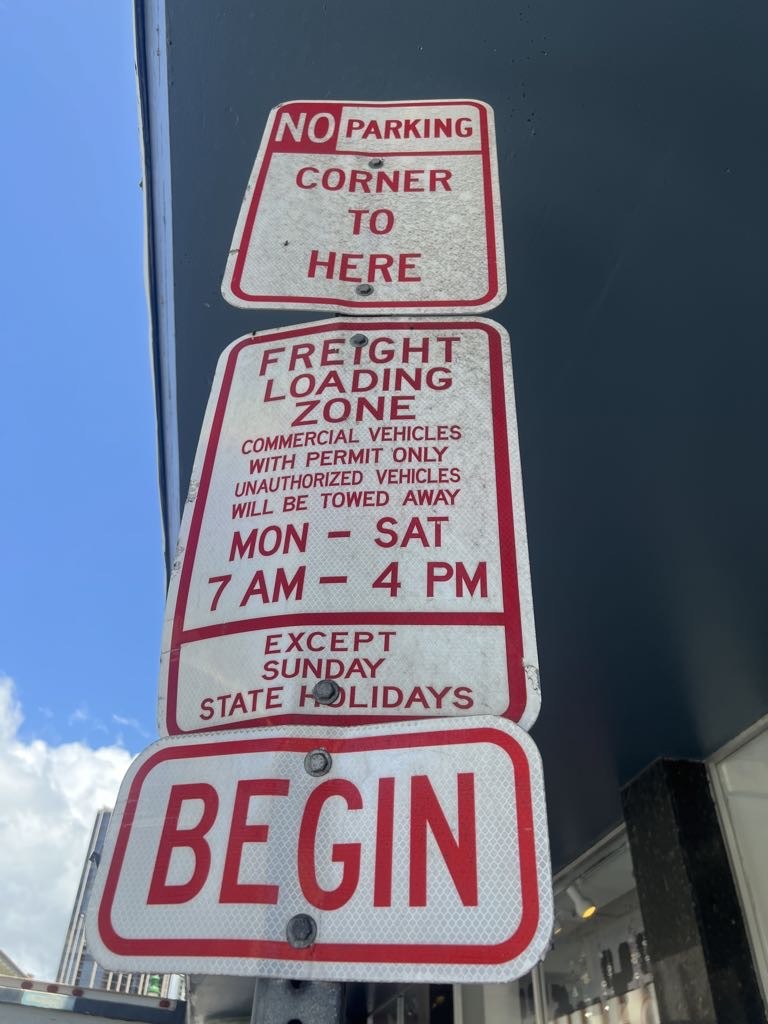 NO PARKING
CORNER
TO
HERE
FREIGHT
LOADING
ZONE
COMMERCIAL VEHICLES
WITH PERMIT ONLY
UNAUTHORIZED VEHICLES
WILL BE TOWED AWAY
MON – SAT
7 AM – 4 PM
EXCEPT
SUNDAY
STATE HOLIDAYS
BEGIN